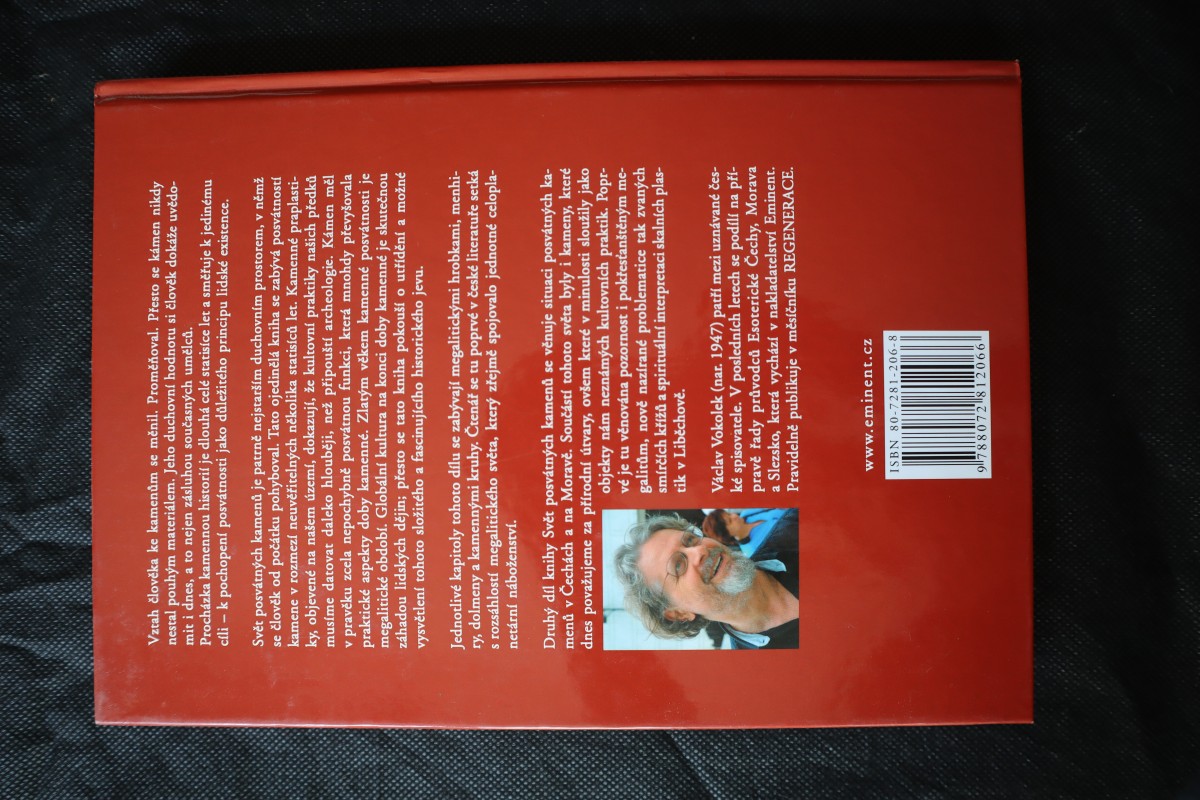 Vztah člověka ke kamenům se měnil. Proměňoval. Přesto se kámen nikdy
nestal pouhým materiálem. Jeho duchovní hodnotu si člověk dokáže uvědo-
mit i dnes, a to nejen zásluhou současných umělců.
Procházka kamennou historií je dlouhá celé statisíce let a směřuje k jedinému
cíli – k pochopení posvátnosti jako důležitého principu lidské existence.
Svět posvátných kamenů je patrně nejstarším duchovním prostorem, v němž
se člověk od počátku pohyboval. Tato ojedinělá kniha se zabývá posvátností
kamene v rozmezí neuvěřitelných několika statisíců let. Kamenné praplasti-
ky, objevené na našem území, dokazují, že kultovní praktiky našich předků
musíme datovat daleko hlouběji, než připouští archeologie. Kámen měl
v pravěku zcela nepochybně posvátnou funkci, která mnohdy převyšovala
praktické aspekty doby kamenné. Zlatým věkem kamenné posvátnosti je
megalitické období. Globální kultura na konci doby kamenné je skutečnou
záhadou lidských dějin; přesto se tato kniha pokouší o utřídění a možné
vysvětlení tohoto složitého a fascinujícího historického jevu.
Jednotlivé kapitoly tohoto dílu se zabývají megalitickými hrobkami, menhi-
ry, dolmeny a kamennými kruhy. Čtenář se tu poprvé v české literatuře setká
s rozsáhlostí megalitického světa, který zřejmě spojovalo jednotné celopla-
netární náboženství.
Druhý díl knihy Svět posvátných kamenů se věnuje situaci posvátných ka-
menů v Čechách a na Moravě. Součástí tohoto světa byly i kameny, které
dnes považujeme za přírodní útvary, ovšem které v minulosti sloužily jako
objekty nám neznámých kultovních praktik. Popr-
vé je tu věnována pozornost i pokřesťanštěným me-
galitům, nově nazírané problematice tak zvaných
smírčích křížů a spirituální interpretaci skalních plas-
tik v Liběchově.
Václav Vokolek (nar. 1947) patří mezi uznávané čes-
ké spisovatele. V posledních letech se podílí na pří-
pravě řady průvodců Esoterické Čechy, Morava
a Slezsko, která vychází v nakladatelství Eminent.
Pravidelně publikuje v měsíčníku REGENERACE.
www.eminent.cz
ISBN 80-7281-206-8
9788072812066